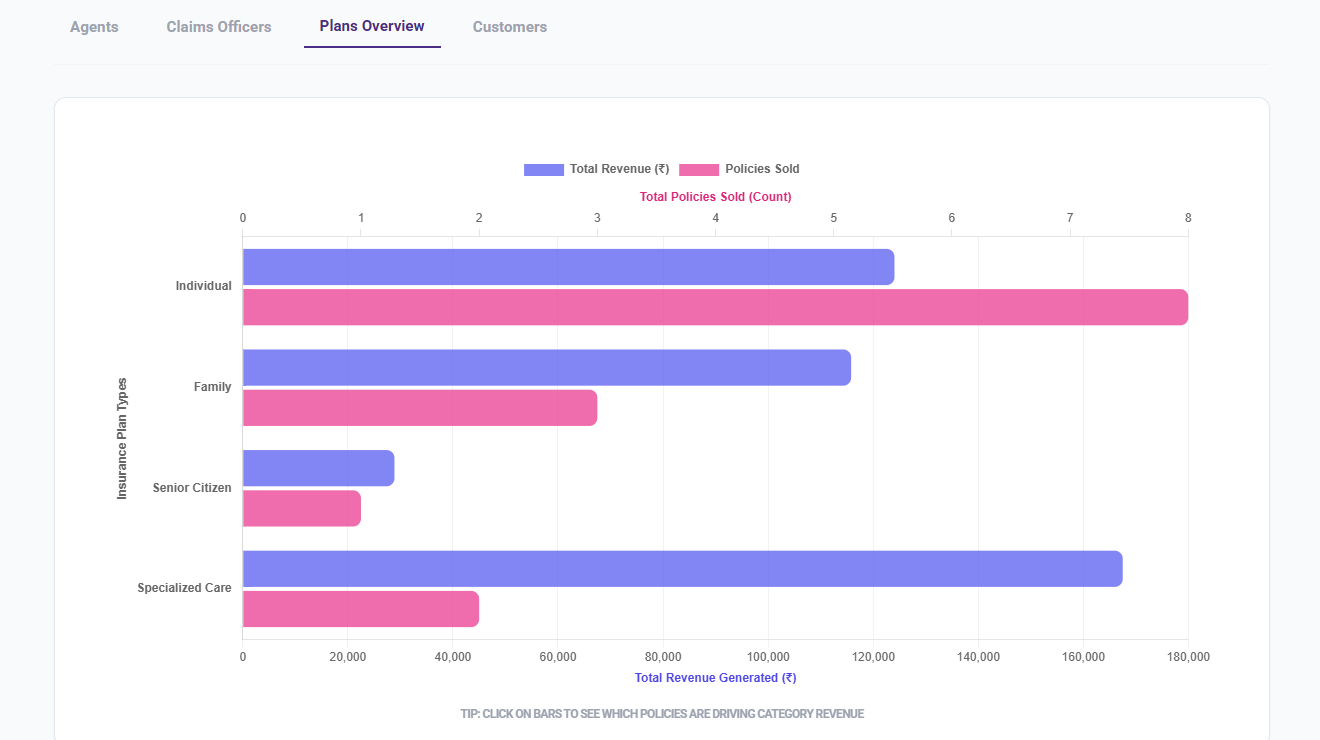 Agents Claims Officers Plans Overview Customers
Total Revenue (₹) Policies Sold
Total Policies Sold (Count)
0 1 2 3 4 5 6 7 8
Individual
Family
Senior Citizen
Specialized Care
Insurance Plan Types
0 20,000 40,000 60,000 80,000 100,000 120,000 140,000 160,000 180,000
Total Revenue Generated (₹)
TIP: CLICK ON BARS TO SEE WHICH POLICIES ARE DRIVING CATEGORY REVENUE